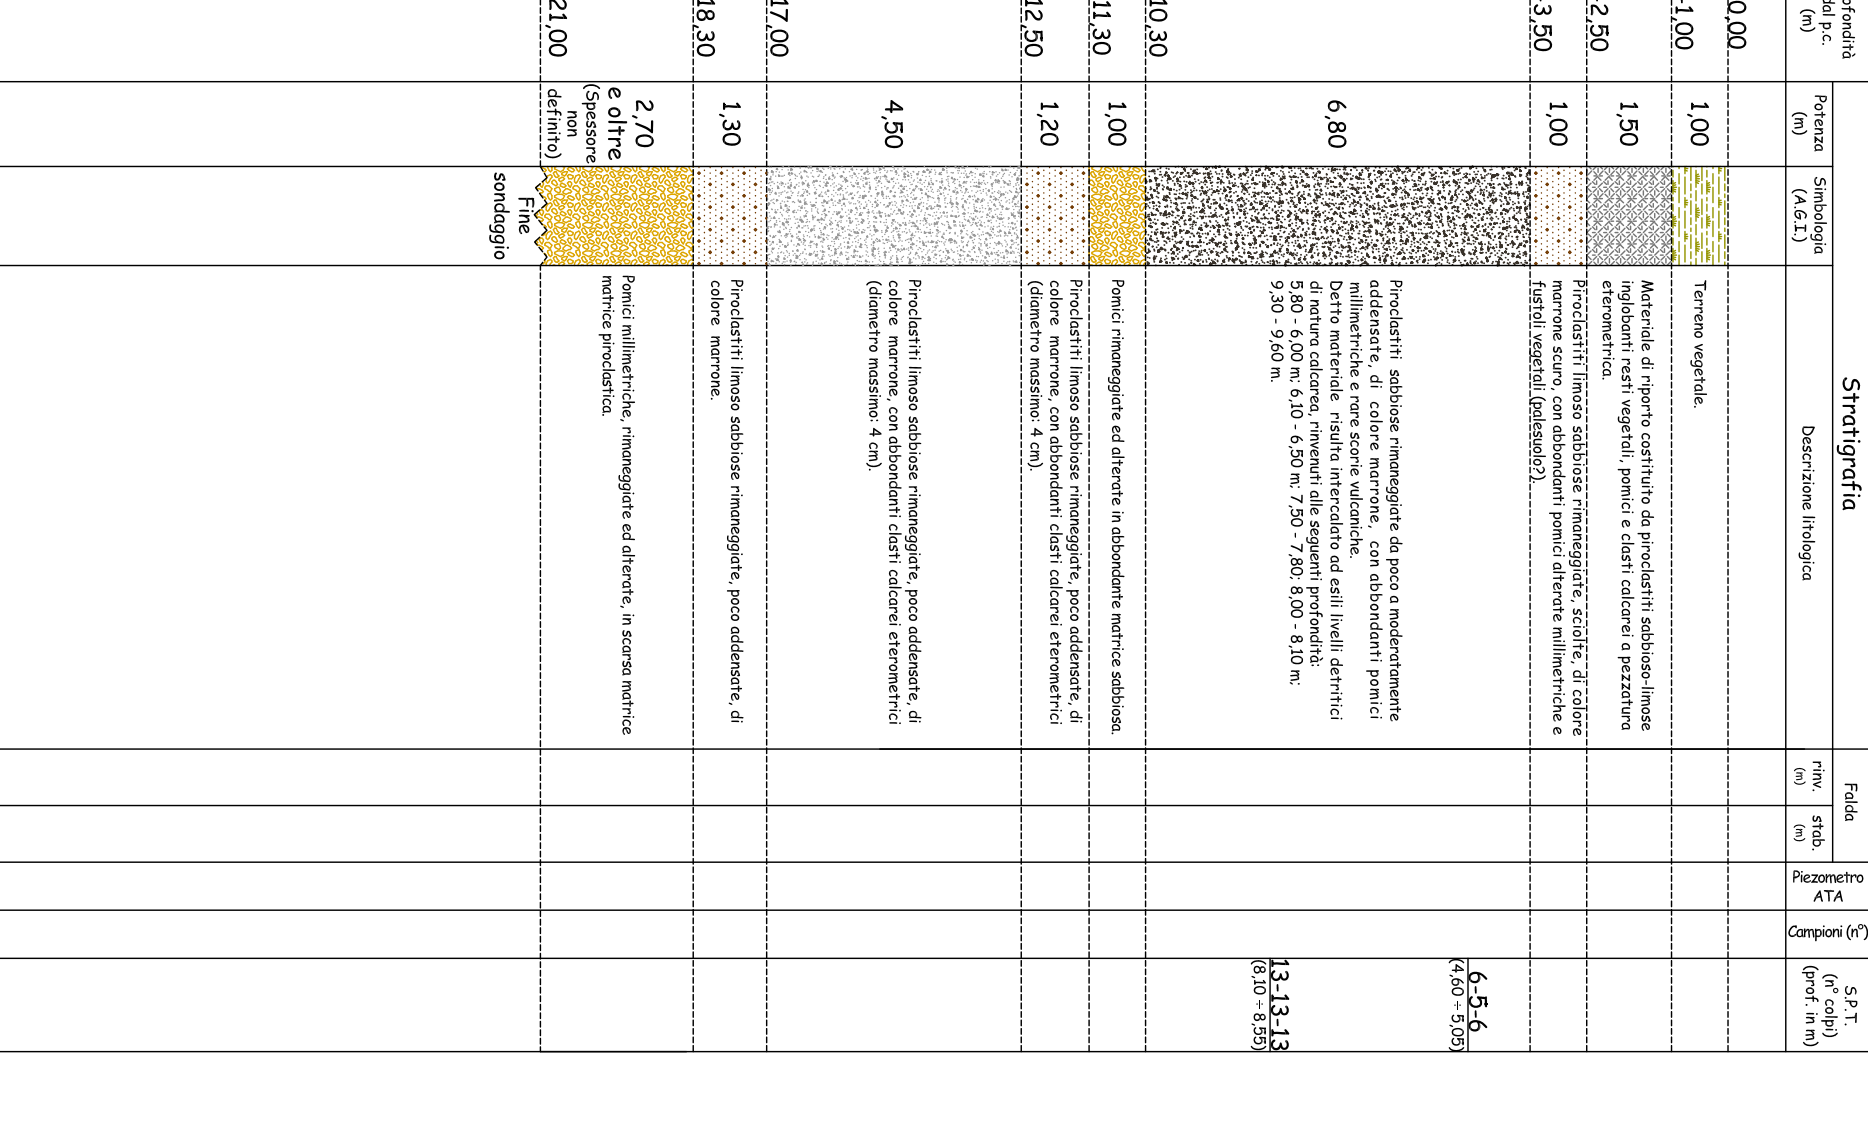 Stratigrafia
Falda
ofondità
dal p.c.
(m)
Potenza
(m)
Simbologia
(A.G.I.)
Descrizione litologica
rinv.
(m)
stab.
(m)
Piezometro
ATA
Campioni (n°)
S.P.T.
(n° colpi)
(prof. in m)
0,00
1,00
Terreno vegetale.
-1,00
1,50
Materiale di riporto costituito da piroclastiti sabbioso-limose
inglobanti resti vegetali, pomici e clasti calcarei a pezzatura
eterometrica.
2,50
1,00
Piroclastiti limoso sabbiose rimaneggiate, sciolte, di colore
marrone scuro, con abbondanti pomici alterate millimetriche e
fustoli vegetali (palesuolo?).
3,50
6,80
Piroclastiti sabbiose rimaneggiate da poco a moderatamente
addensate, di colore marrone, con abbondanti pomici
millimetriche e rare scorie vulcaniche.
Detto materiale risulta intercalato ad esili livelli detritici
di natura calcarea, rinvenuti alle seguenti profondità:
5,80 - 6,00 m; 6,10 - 6,50 m; 7,50 - 7,80; 8,00 - 8,10 m;
9,30 - 9,60 m.
6-5-6
(4,60 ÷ 5,05)
13-13-13
(8,10 ÷ 8,55)
10,30
1,00
Pomici rimaneggiate ed alterate in abbondante matrice sabbiosa.
11,30
1,20
Piroclastiti limoso sabbiose rimaneggiate, poco addensate, di
colore marrone, con abbondanti clasti calcarei eterometrici
(diametro massimo: 4 cm).
12,50
4,50
Piroclastiti limoso sabbiose rimaneggiate, poco addensate, di
colore marrone, con abbondanti clasti calcarei eterometrici
(diametro massimo: 4 cm).
17,00
1,30
Piroclastiti limoso sabbiose rimaneggiate, poco addensate, di
colore marrone.
18,30
2,70
e oltre
(Spessore
non
definito)
Pomici millimetriche, rimaneggiate ed alterate, in scarsa matrice
matrice piroclastica.
21,00
Fine
sondaggio